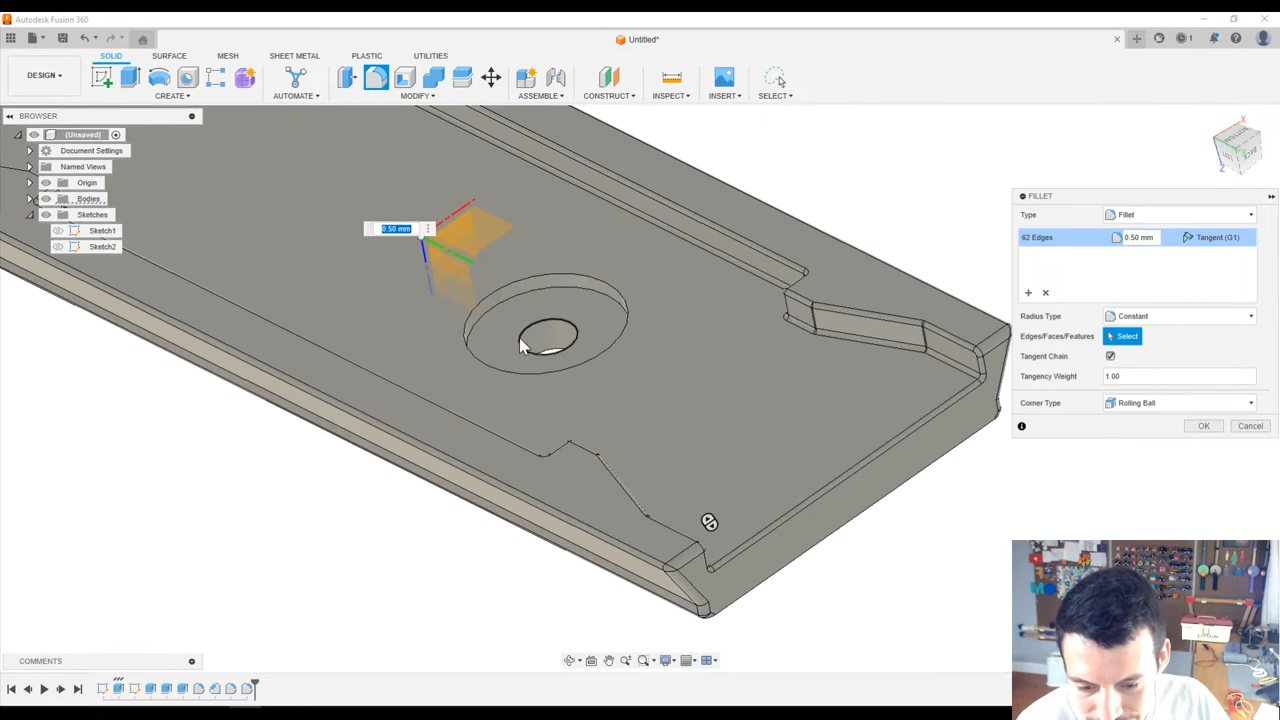 Autodesk Fusion 360
Untitled*
1
SOLID SURFACE MESH SHEET METAL PLASTIC UTILITIES
DESIGN
CREATE AUTOMATE MODIFY ASSEMBLE CONSTRUCT INSPECT INSERT SELECT
BROWSER
(Unsaved)
Document Settings
Named Views
Origin
Bodies
Sketches
Sketch1
Sketch2
0.50 mm
X
Z
BOTTOM
BACK
FILLET
Type Fillet
62 Edges 0.50 mm Tangent (G1)
Radius Type Constant
Edges/Faces/Features Select
Tangent Chain
Tangency Weight 1.00
Corner Type Rolling Ball
OK Cancel
COMMENTS